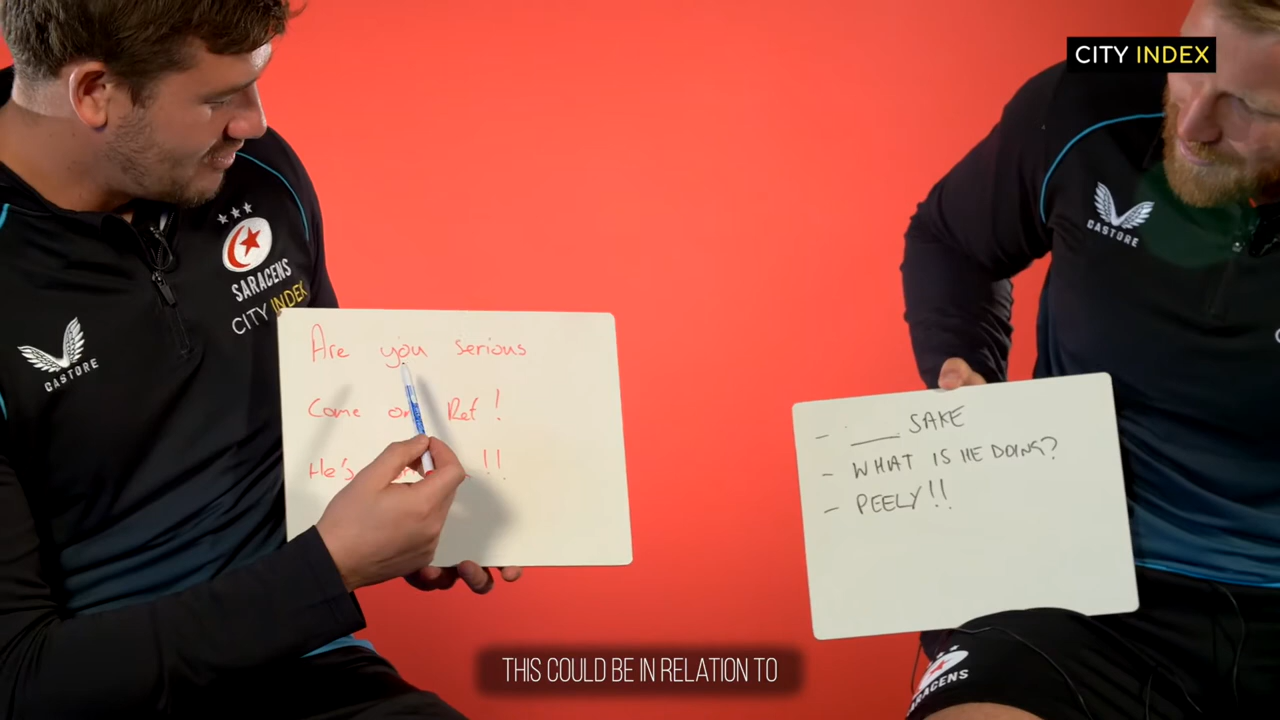 CITY INDEX
CASTORE
SARACENS
CITY INDEX
CASTORE
Are you serious
Come on Ref!
He's !!
- ___ SAKE
- WHAT IS HE DOING?
- PEELY!!
SARACENS
THIS COULD BE IN RELATION TO